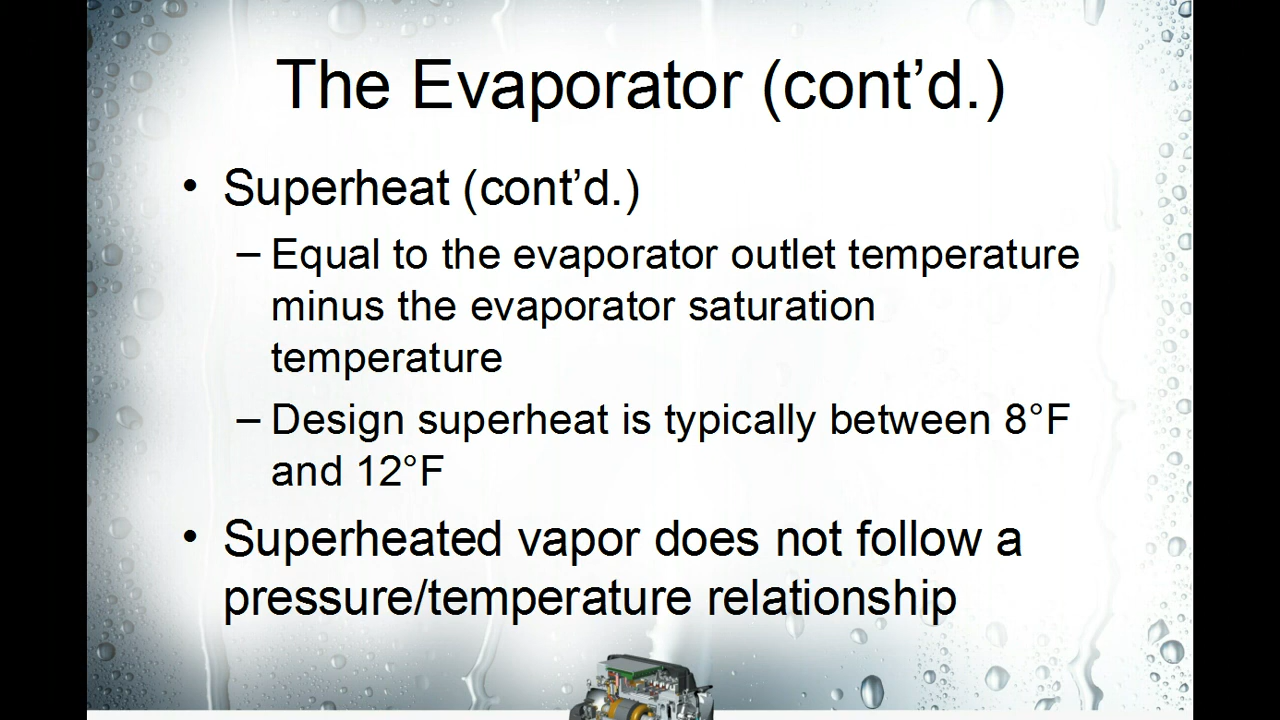 The Evaporator (cont’d.)
• Superheat (cont’d.)
– Equal to the evaporator outlet temperature
minus the evaporator saturation
temperature
– Design superheat is typically between 8°F
and 12°F
• Superheated vapor does not follow a
pressure/temperature relationship